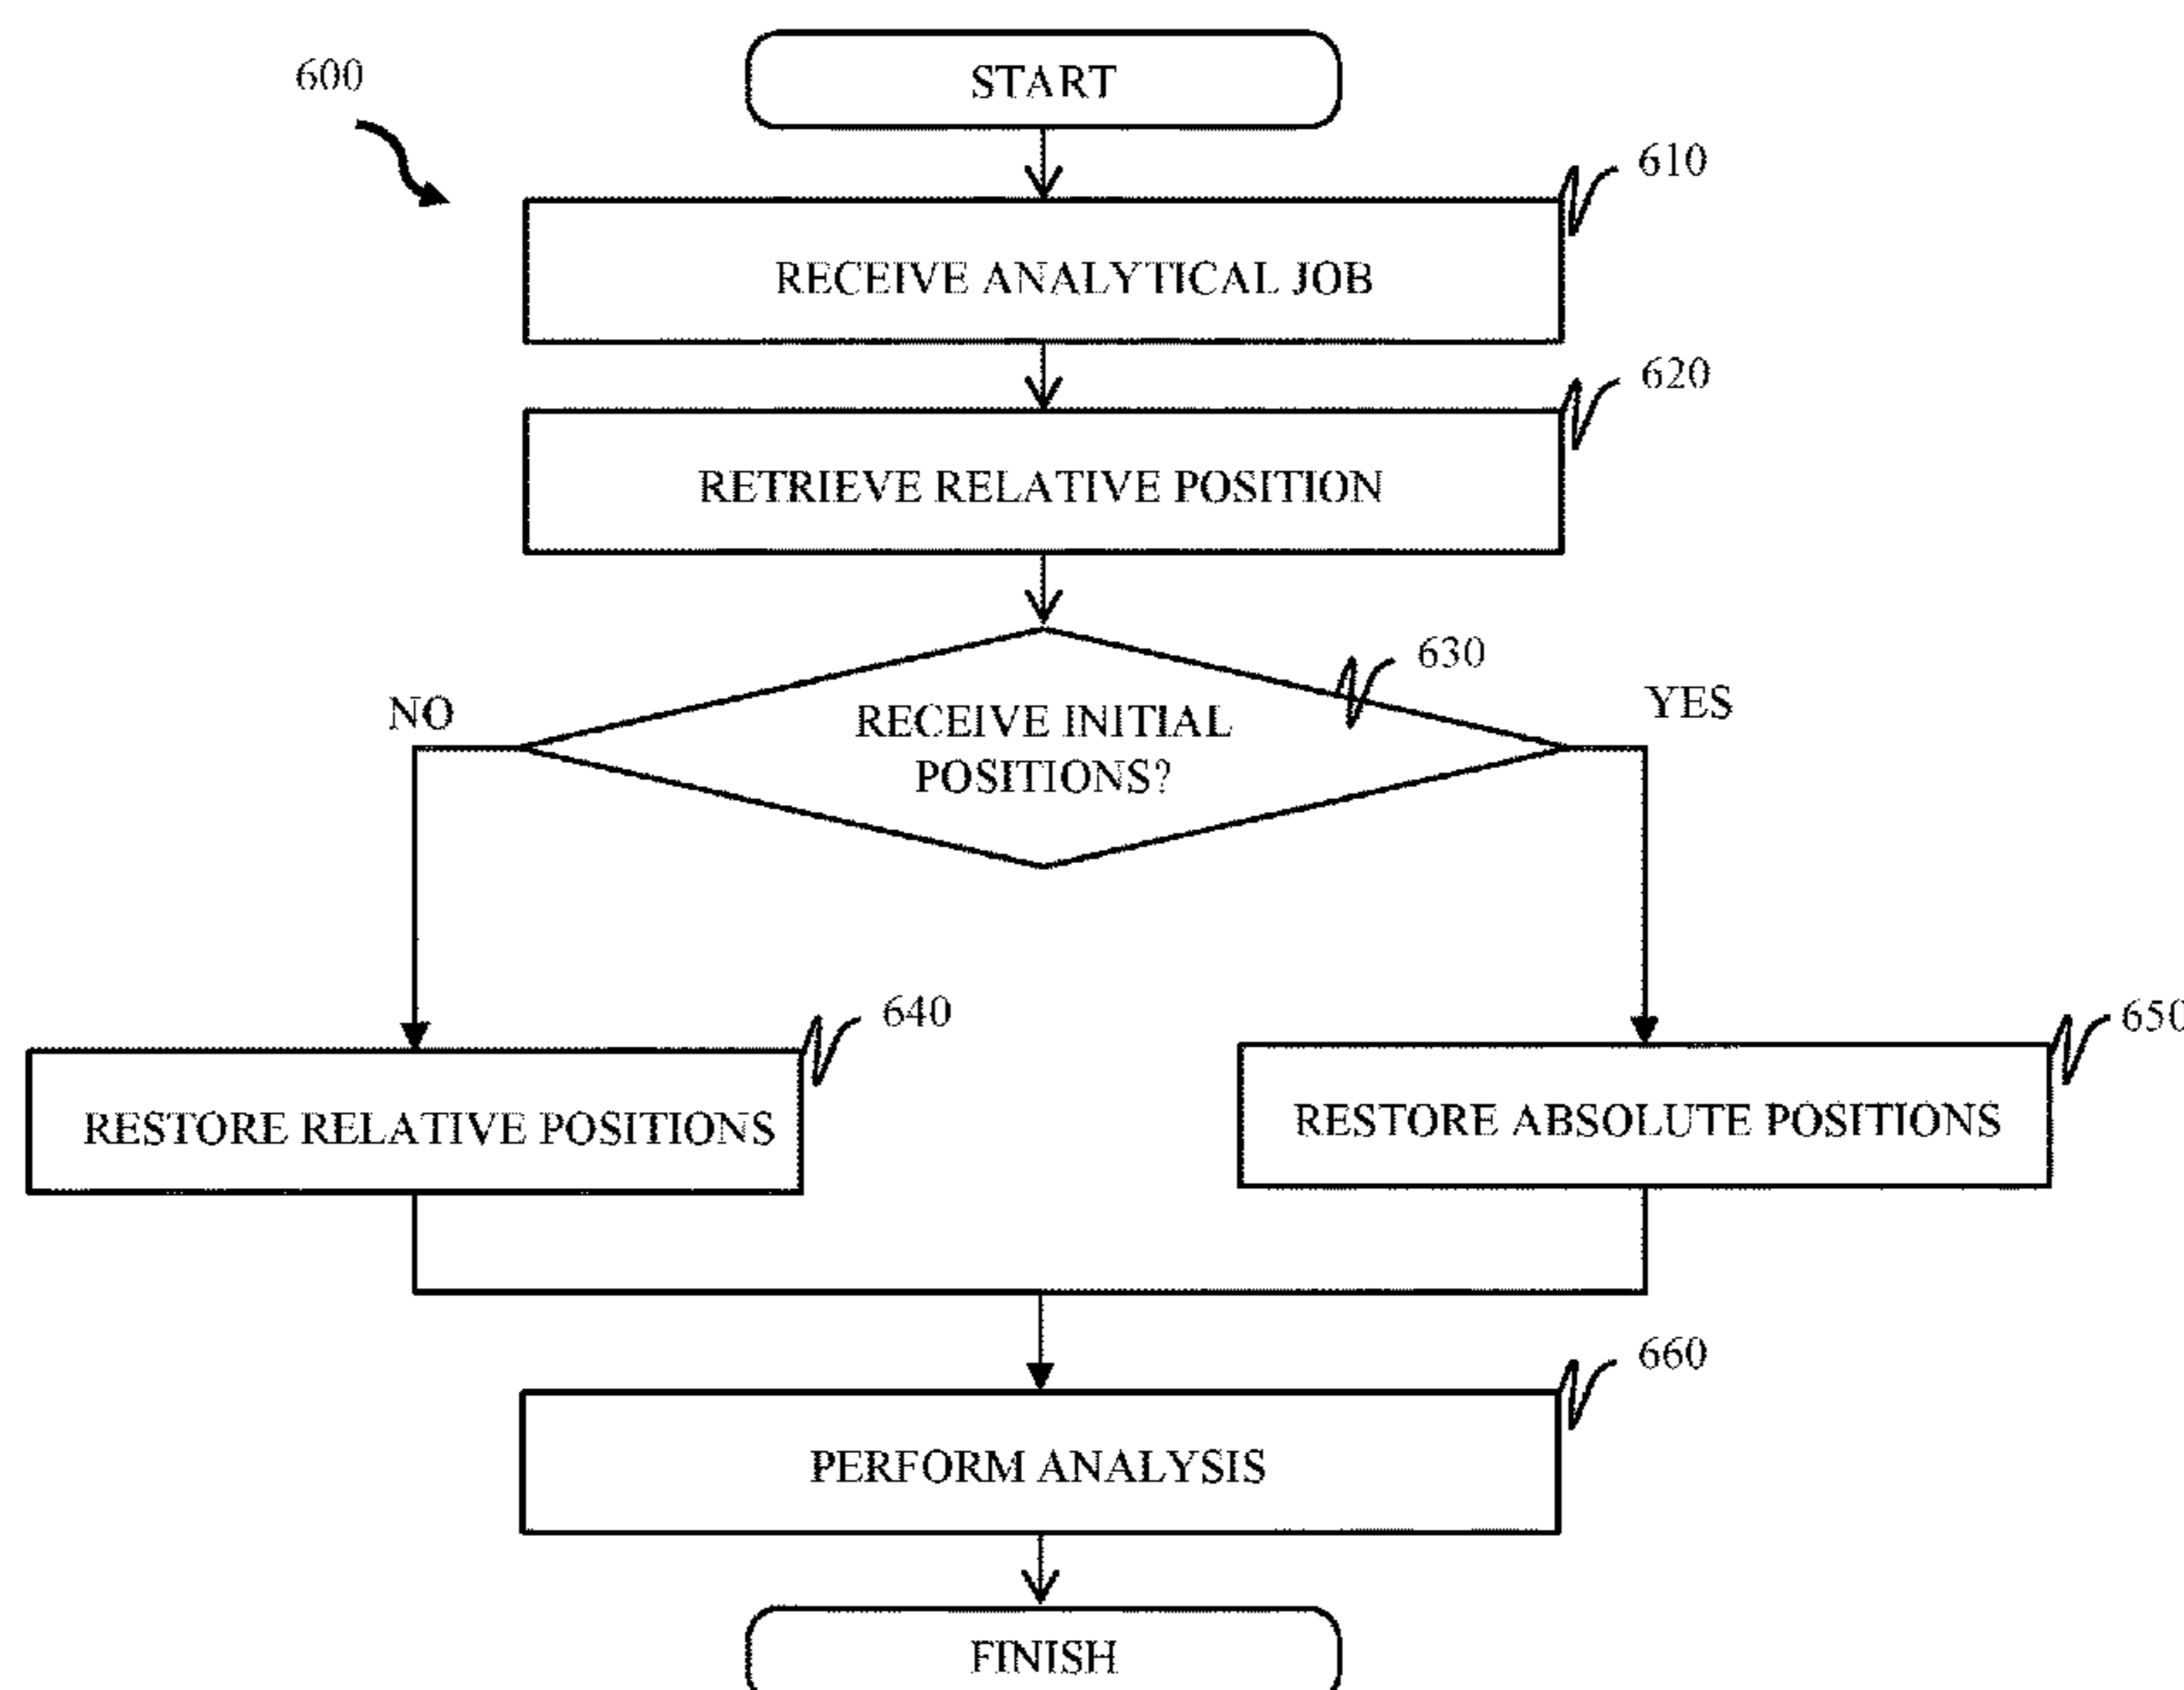 START
600
610
RECEIVE ANALYTICAL JOB
620
RETRIEVE RELATIVE POSITION
630
NO
YES
RECEIVE INITIAL
POSITIONS?
640
650
RESTORE RELATIVE POSITIONS
RESTORE ABSOLUTE POSITIONS
660
PERFORM ANALYSIS
FINISH